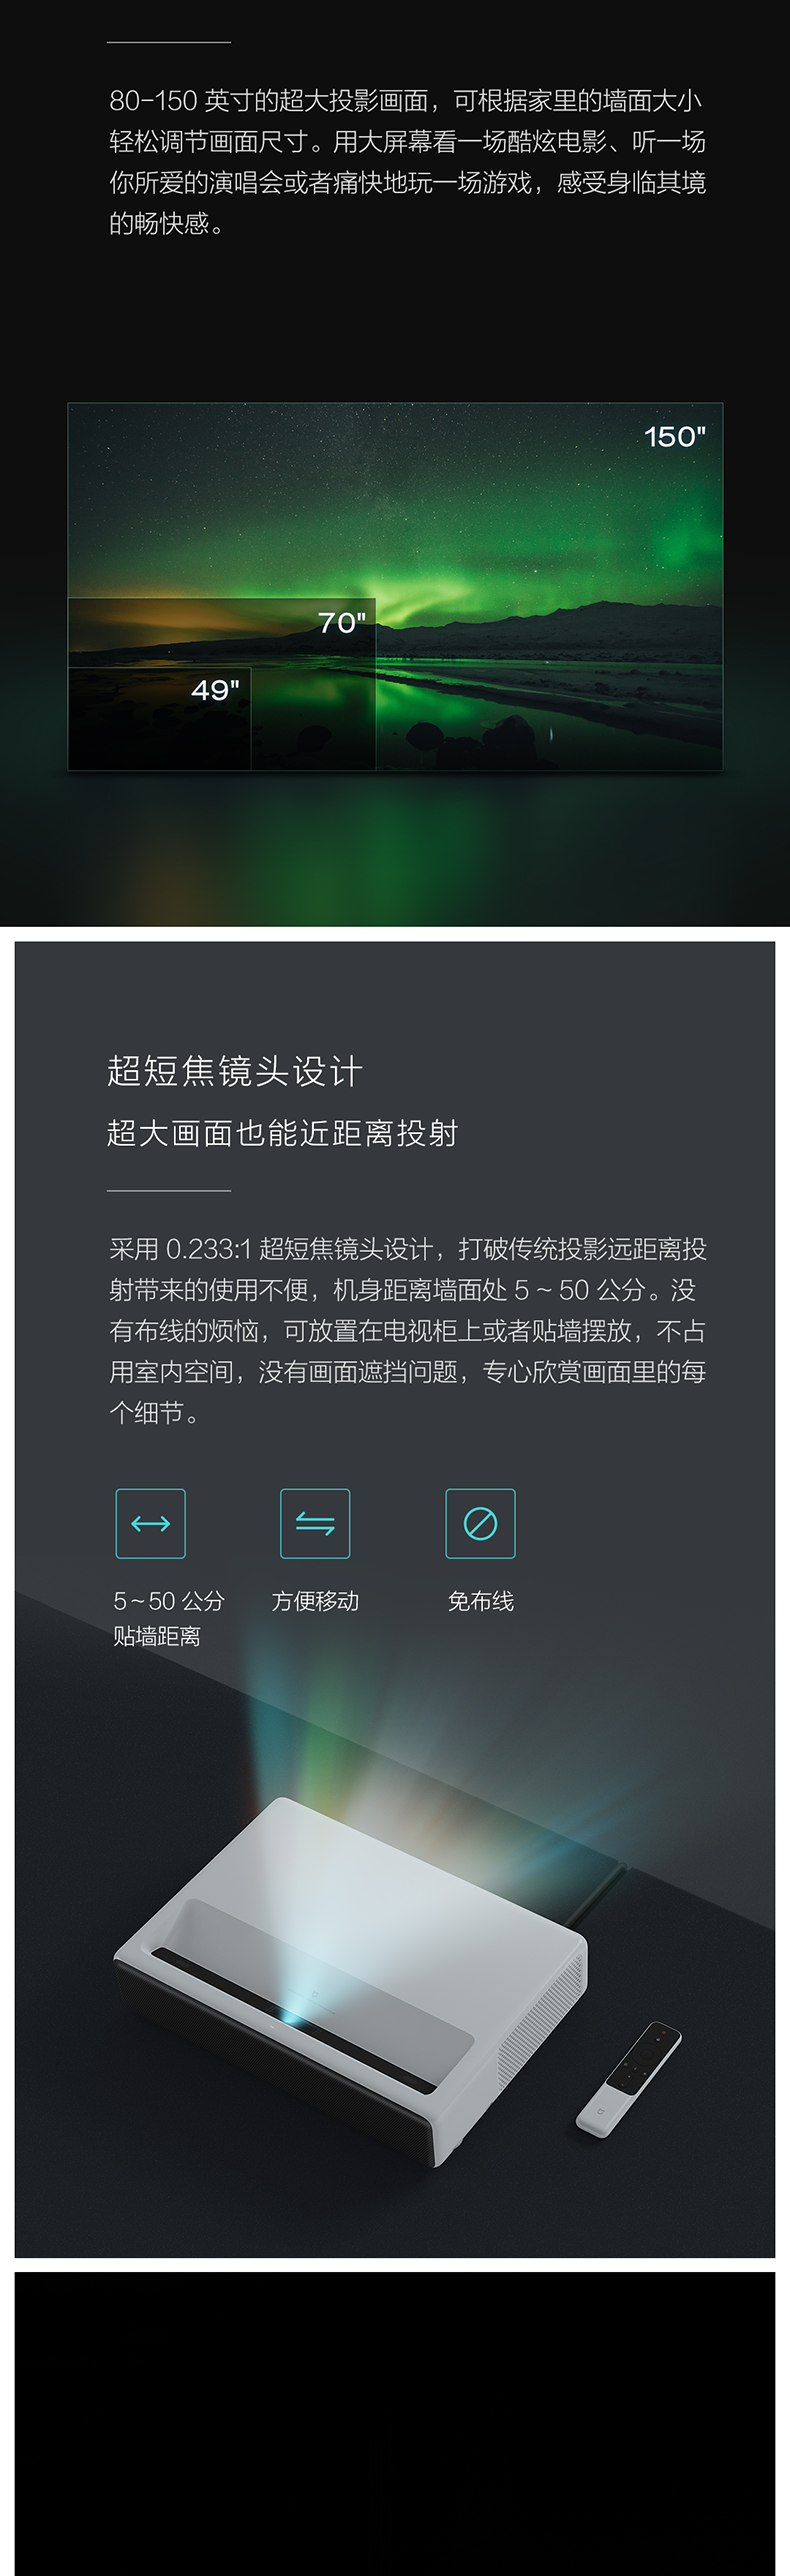 80-150 英寸的超大投影画面，可根据家里的墙面大小
轻松调节画面尺寸。用大屏幕看一场酷炫电影、听一场
你所爱的演唱会或者痛快地玩一场游戏，感受身临其境
的畅快感。
150"
70"
49"
超短焦镜头设计
超大画面也能近距离投射
采用 0.233:1 超短焦镜头设计，打破传统投影远距离投
射带来的使用不便，机身距离墙面处 5 ~ 50 公分。没
有布线的烦恼，可放置在电视柜上或者贴墙摆放，不占
用室内空间，没有画面遮挡问题，专心欣赏画面里的每
个细节。
5~50 公分
贴墙距离
方便移动
免布线